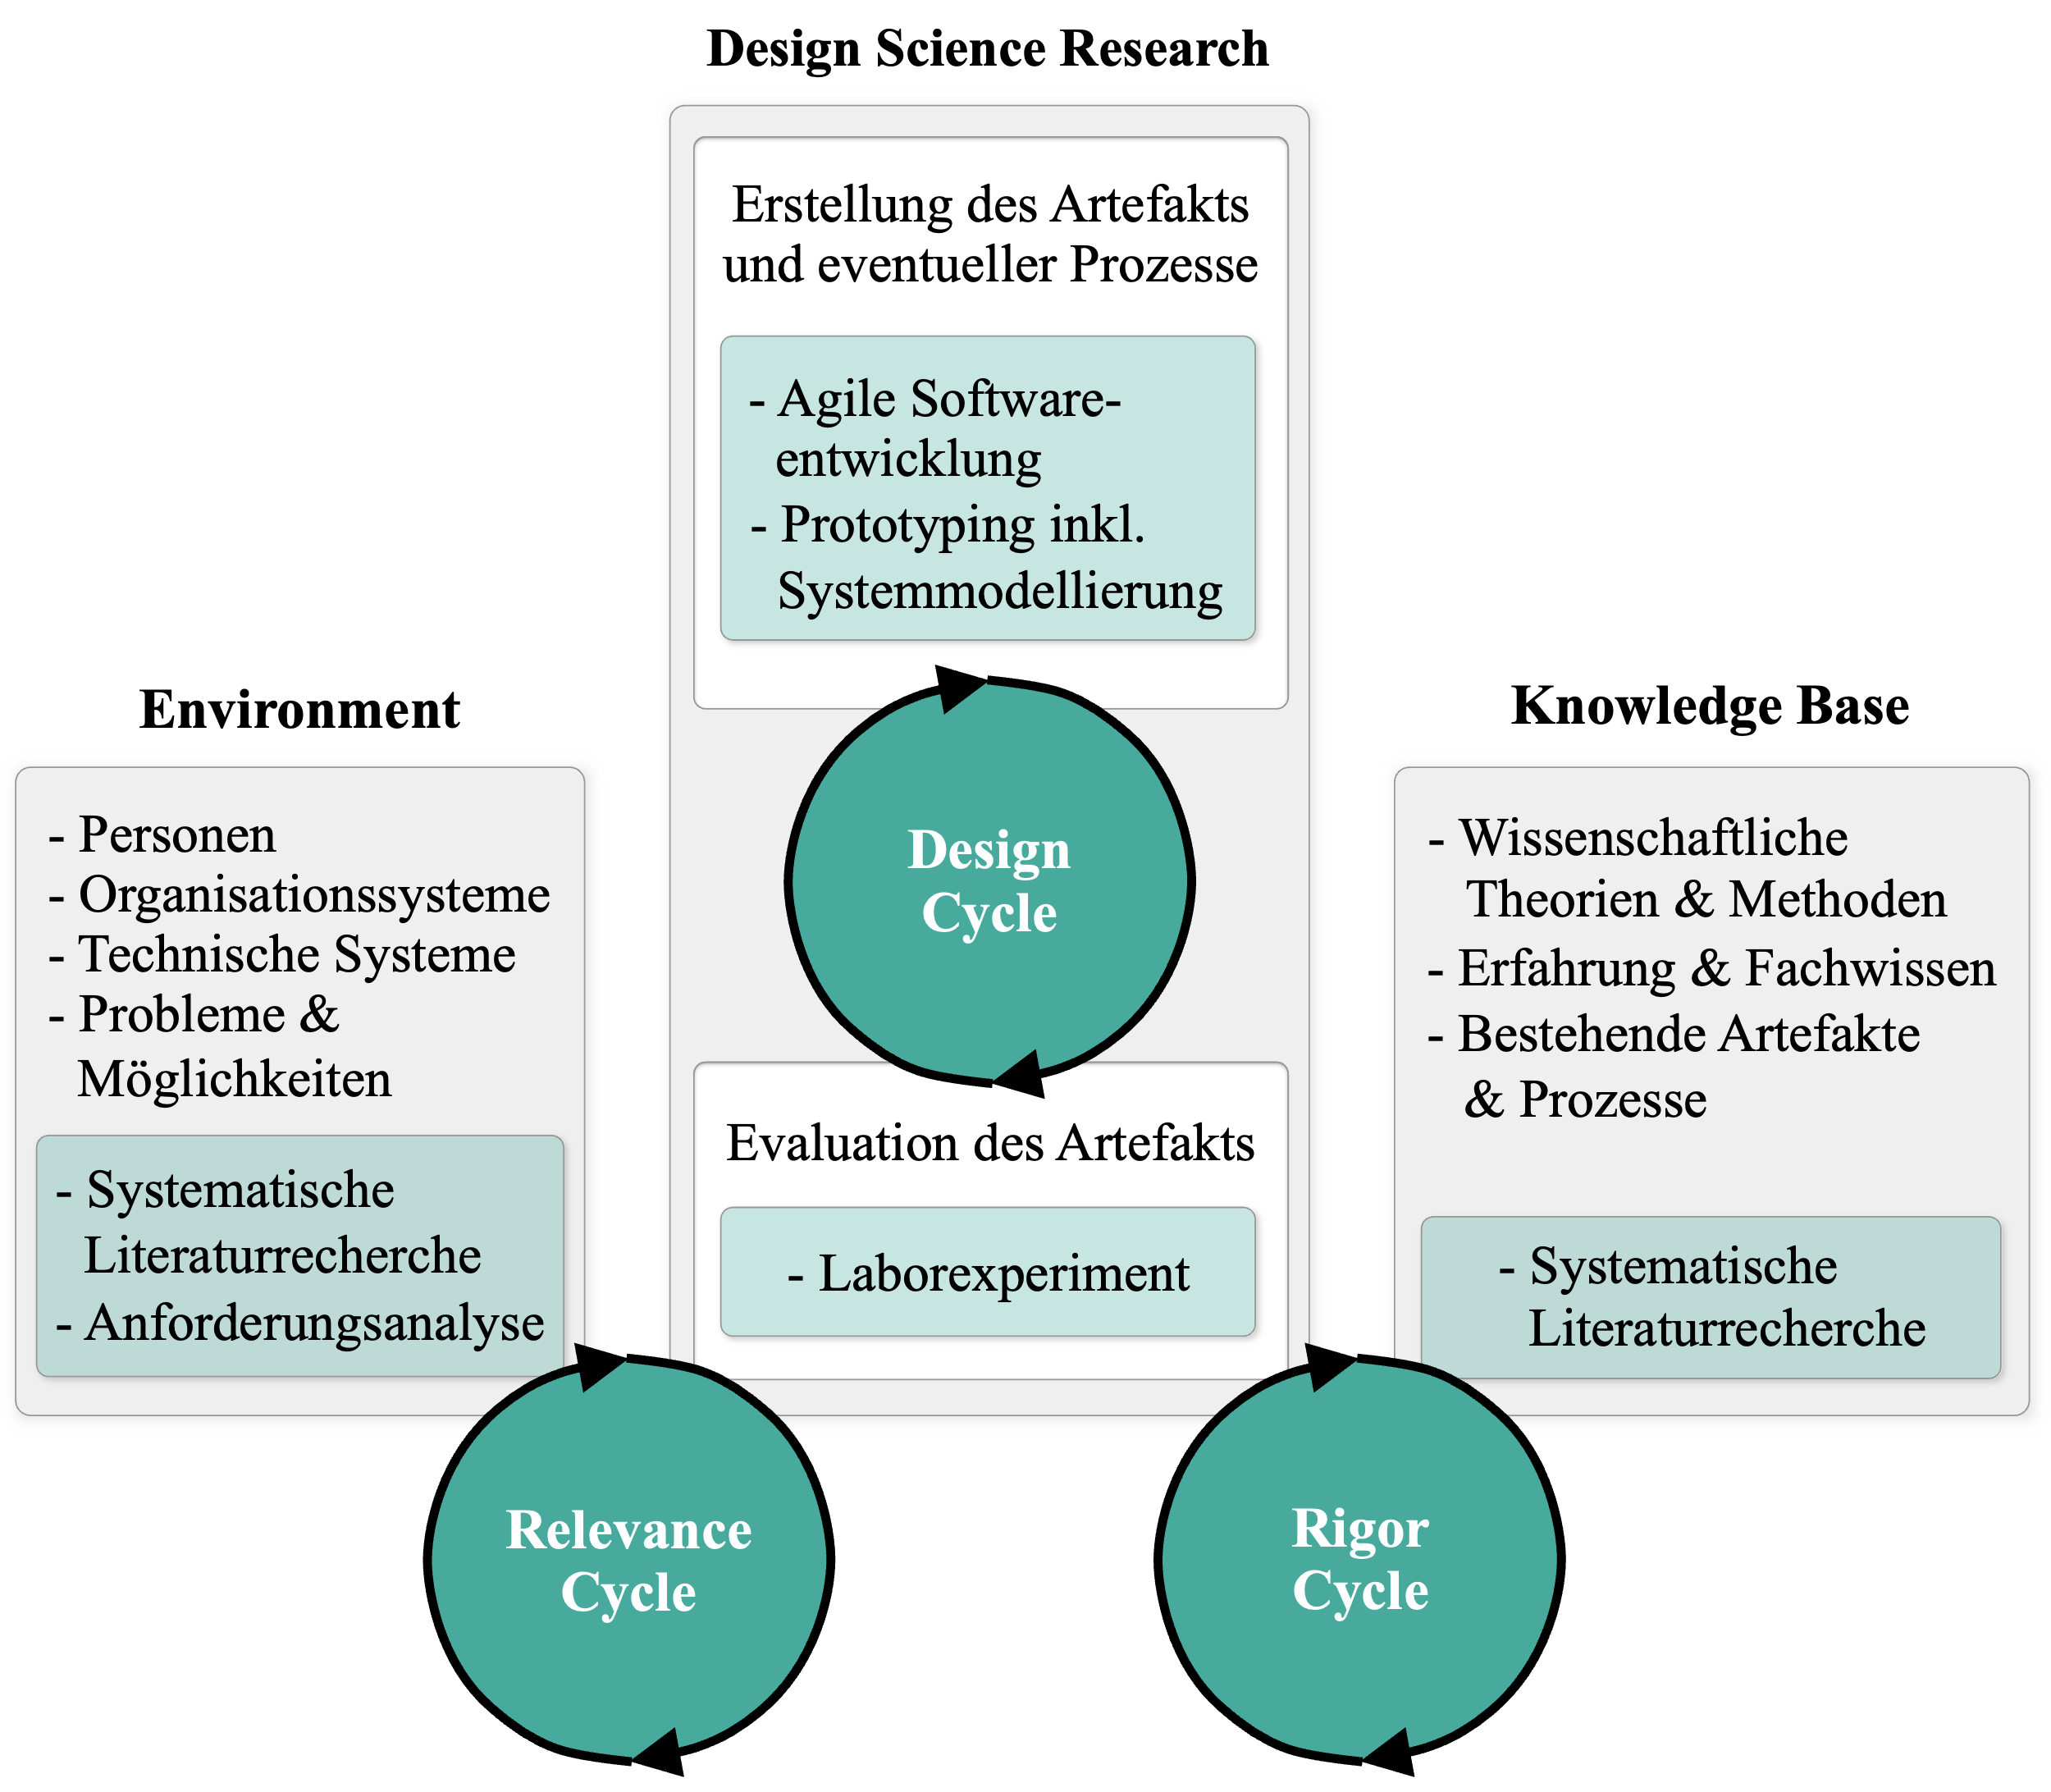 Design Science Research
Erstellung des Artefakts
und eventueller Prozesse
- Agile Software-
entwicklung
- Prototyping inkl.
Systemmodellierung
Design
Cycle
Evaluation des Artefakts
- Laborexperiment
Environment
- Personen
- Organisationssysteme
- Technische Systeme
- Probleme &
Möglichkeiten
- Systematische
Literaturrecherche
- Anforderungsanalyse
Relevance
Cycle
Knowledge Base
- Wissenschaftliche
Theorien & Methoden
- Erfahrung & Fachwissen
- Bestehende Artefakte
& Prozesse
- Systematische
Literaturrecherche
Rigor
Cycle